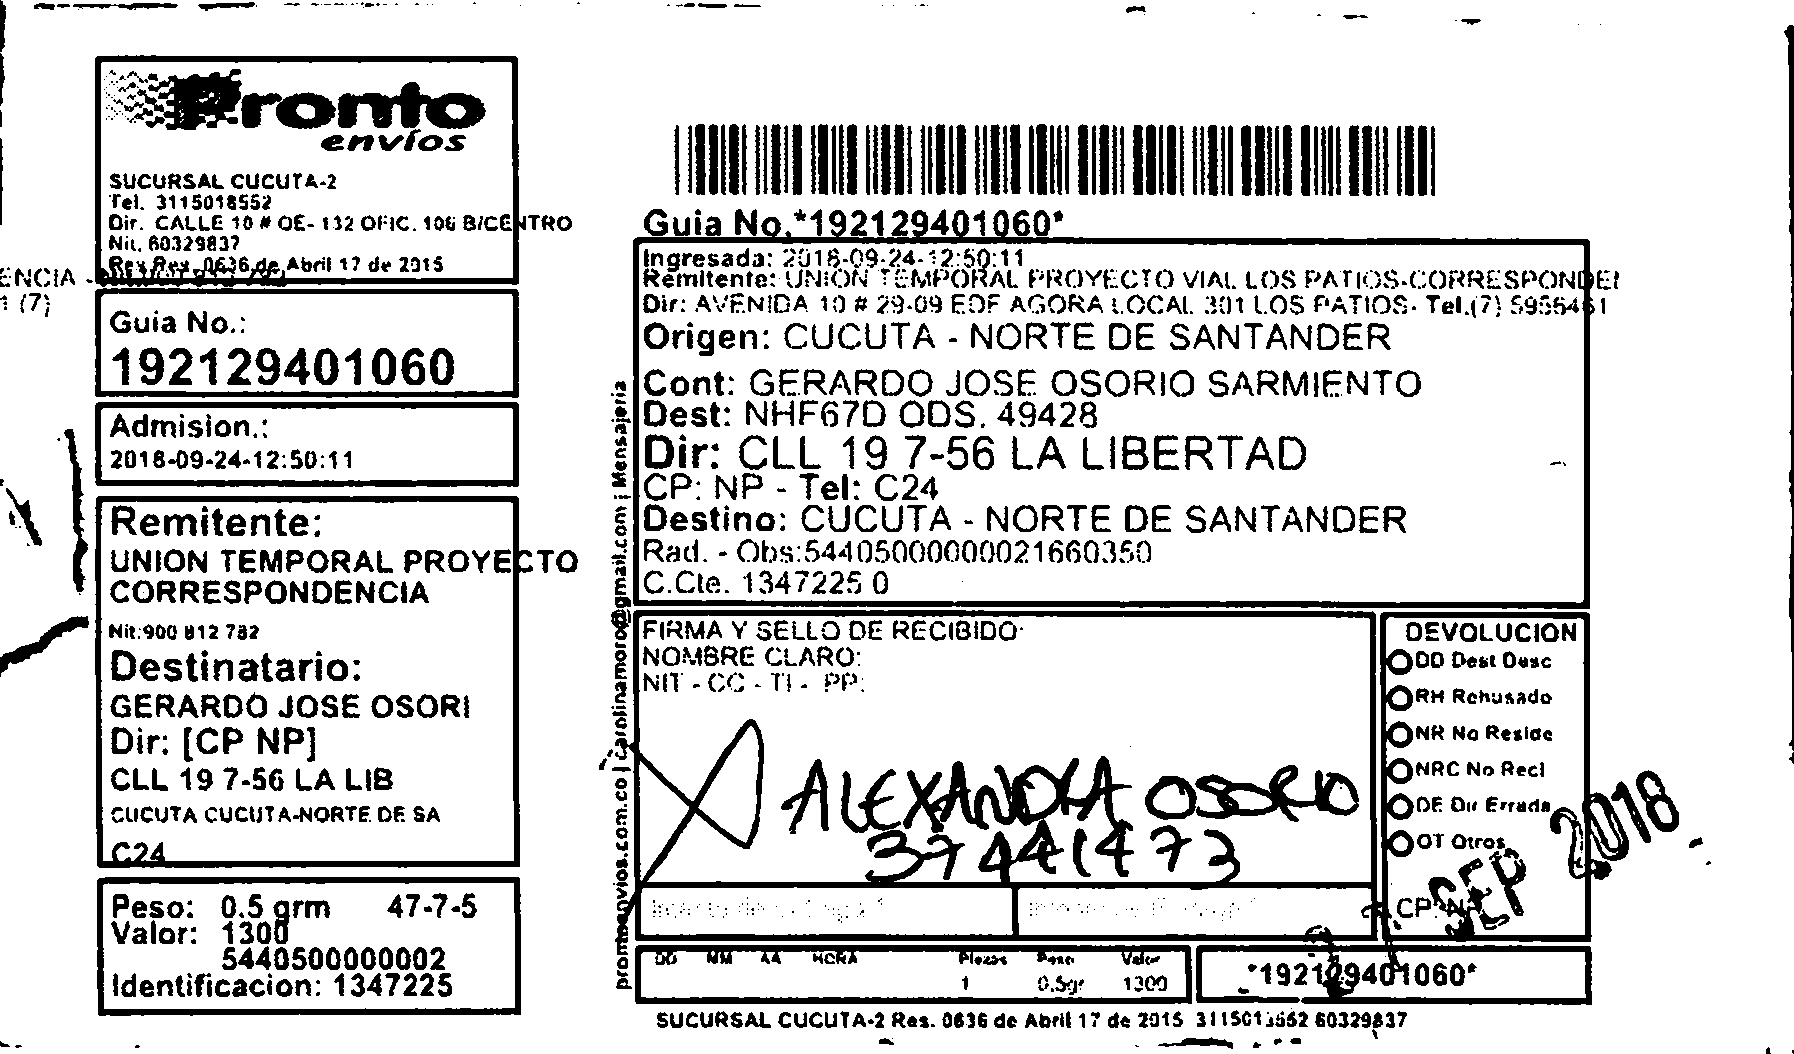 Pronto
envíos
SUCURSAL CUCUTA-2
Tel. 3115018552
Dir. CALLE 10 # OE- 132 OFIC. 106 B/CENTRO
Nit. 60329837
Res 0636 de Abril 17 de 2015
ENCIA -
1 (7)
Guia No.:
192129401060
Admision.:
2018-09-24-12:50:11
Remitente:
UNION TEMPORAL PROYECTO
CORRESPONDENCIA
Nit:900 812 782
Destinatario:
GERARDO JOSE OSORI
Dir: [CP NP]
CLL 19 7-56 LA LIB
CUCUTA CUCUTA-NORTE DE SA
C24
Peso: 0.5 grm 47-7-5
Valor: 1300
5440500000002
Identificacion: 1347225
prontoenvios.com.co | carolinamoro@gmail.com | Mensajeria
Guia No.*192129401060*
Ingresada: 2018-09-24-12:50:11
Remitente: UNION TEMPORAL PROYECTO VIAL LOS PATIOS-CORRESPONDE
Dir: AVENIDA 10 # 29-09 EDF AGORA LOCAL 301 LOS PATIOS- Tel.(7) 5956461
Origen: CUCUTA - NORTE DE SANTANDER
Cont: GERARDO JOSE OSORIO SARMIENTO
Dest: NHF67D ODS. 49428
Dir: CLL 19 7-56 LA LIBERTAD
CP: NP - Tel: C24
Destino: CUCUTA - NORTE DE SANTANDER
Rad. - Obs:54405000000021660350
C.Cte. 1347225 0
FIRMA Y SELLO DE RECIBIDO:
NOMBRE CLARO:
NIT - CC - TI - PP:
ALEXANDRA OSORIO
37441473
DEVOLUCION
DD Dest Desc
RH Rehusado
NR No Reside
NRC No Recl
DE Dir Errada
OT Otros
CP: NP
SEP 2018
DD MM AA HORA Piezas Peso Valor
1 0.5gr 1300
*192129401060*
SUCURSAL CUCUTA-2 Res. 0636 de Abril 17 de 2015 3115018552 60329837